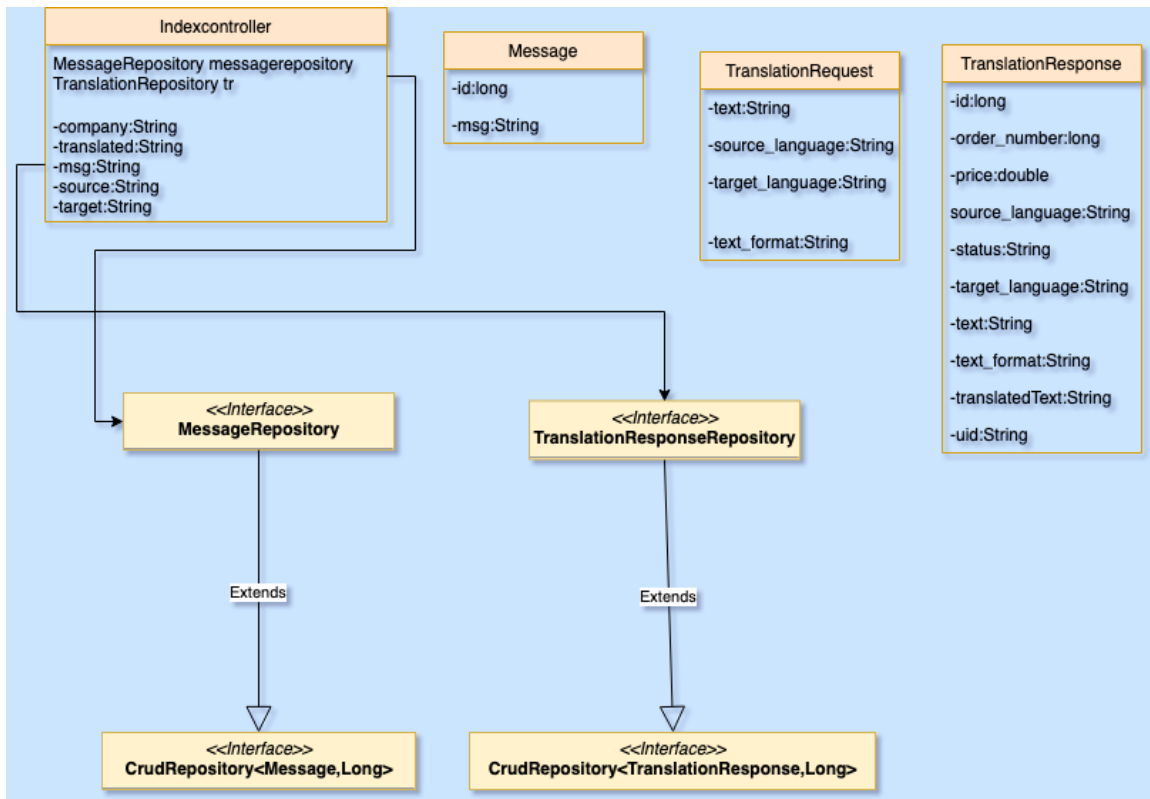 Indexcontroller
MessageRepository messagerepository
TranslationRepository tr
-company:String
-translated:String
-msg:String
-source:String
-target:String
Message
-id:long
-msg:String
TranslationRequest
-text:String
-source_language:String
-target_language:String
-text_format:String
TranslationResponse
-id:long
-order_number:long
-price:double
source_language:String
-status:String
-target_language:String
-text:String
-text_format:String
-translatedText:String
-uid:String
<<Interface>>
MessageRepository
<<Interface>>
TranslationResponseRepository
Extends
Extends
<<Interface>>
CrudRepository<Message,Long>
<<Interface>>
CrudRepository<TranslationResponse,Long>